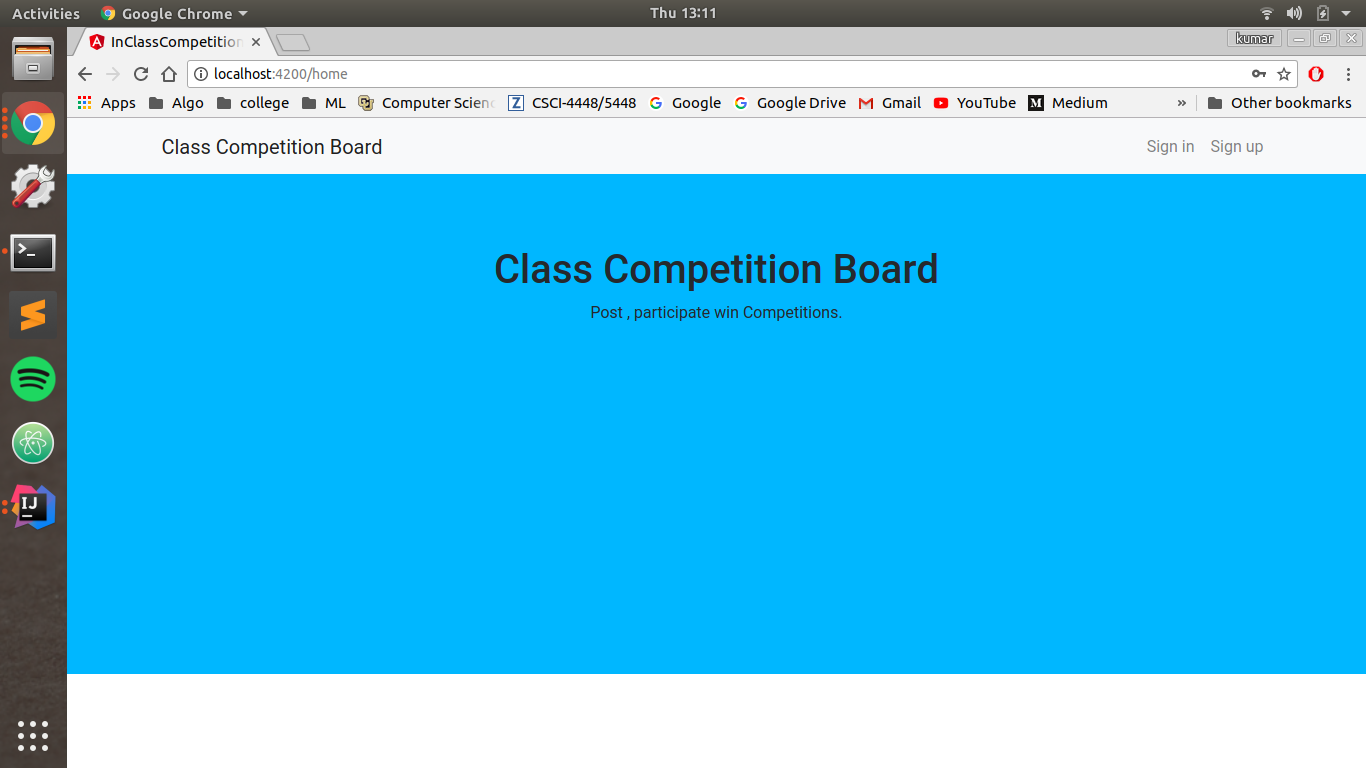 Activities Google Chrome Thu 13:11
InClassCompetition kumar
localhost:4200/home
Apps Algo college ML Computer Scienc CSCI-4448/5448 Google Google Drive Gmail YouTube M Medium » Other bookmarks
Class Competition Board Sign in Sign up
Class Competition Board
Post , participate win Competitions.
>_
IJ